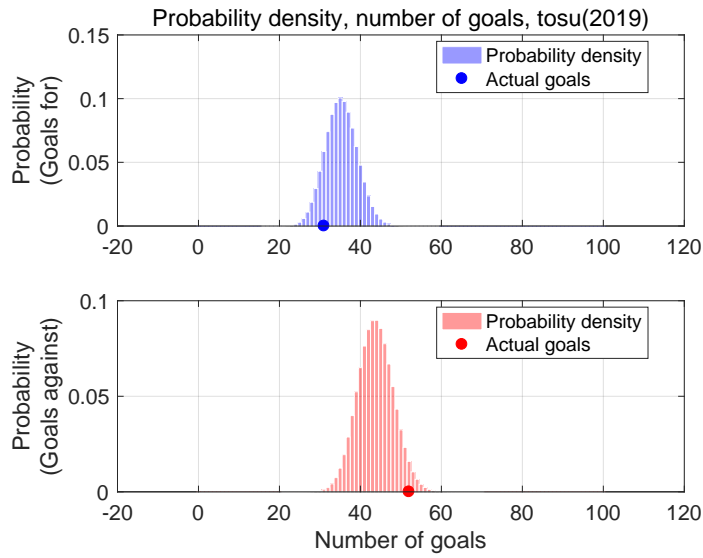 Probability density, number of goals, tosu(2019)
Probability
(Goals for)
0.15
0.1
0.05
0
-20 0 20 40 60 80 100 120
Probability density
Actual goals
Probability
(Goals against)
0.1
0.05
0
-20 0 20 40 60 80 100 120
Probability density
Actual goals
Number of goals